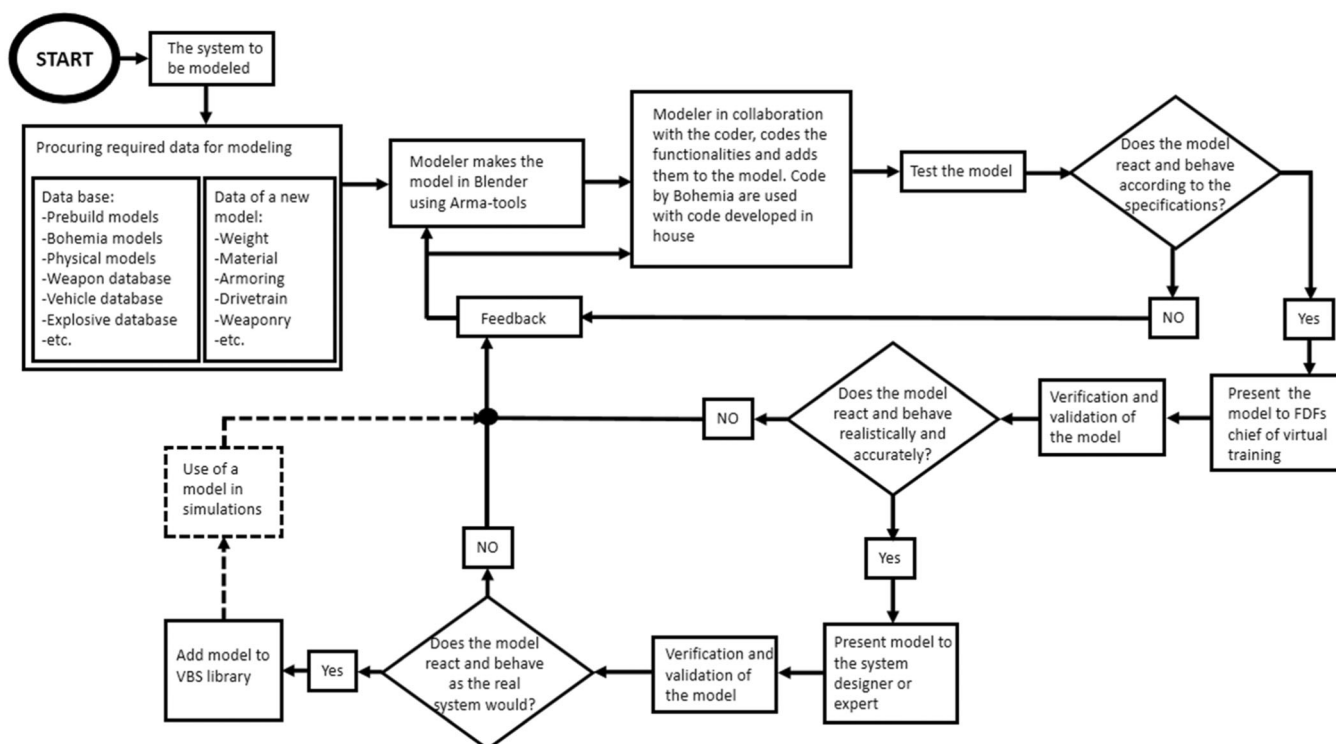 START
The system to
be modeled
Procuring required data for modeling
Data base:
-Prebuild models
-Bohemia models
-Physical models
-Weapon database
-Vehicle database
-Explosive database
-etc.
Data of a new
model:
-Weight
-Material
-Armoring
-Drivetrain
-Weaponry
-etc.
Modeler makes the
model in Blender
using Arma-tools
Modeler in collaboration
with the coder, codes the
functionalities and adds
them to the model. Code
by Bohemia are used
with code developed in
house
Test the model
Does the model
react and behave
according to the
specifications?
NO
Yes
Feedback
Present the
model to FDFs
chief of virtual
training
Verification and
validation of
the model
Does the model
react and behave
realistically and
accurately?
NO
Yes
Present model to
the system
designer or
expert
Verification and
validation of
the model
Does the model
react and behave
as the real
system would?
NO
Yes
Add model to
VBS library
Use of a
model in
simulations